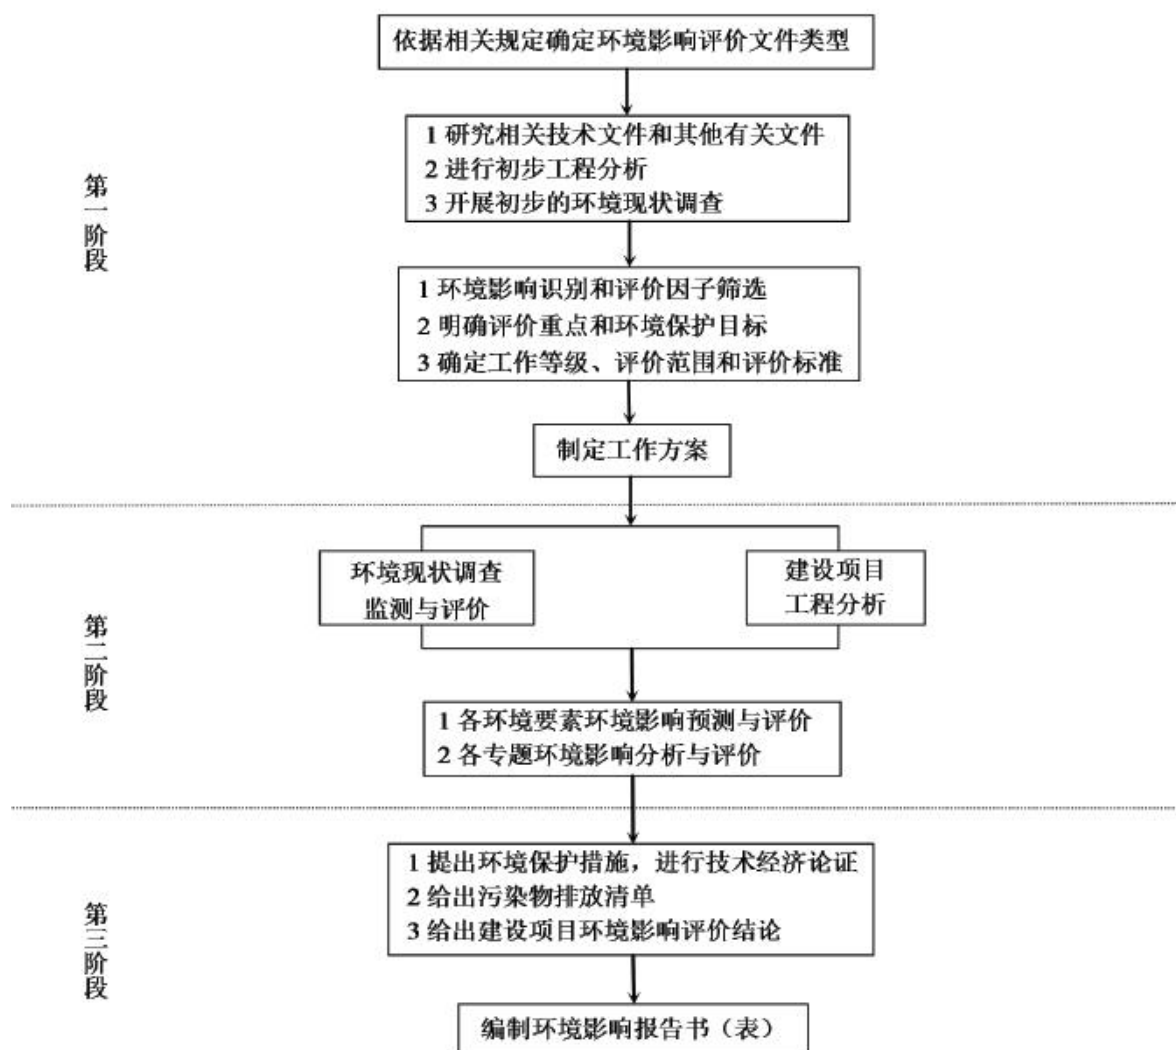 依据相关规定确定环境影响评价文件类型
1 研究相关技术文件和其他有关文件
2 进行初步工程分析
3 开展初步的环境现状调查
第一阶段
1 环境影响识别和评价因子筛选
2 明确评价重点和环境保护目标
3 确定工作等级、评价范围和评价标准
制定工作方案
环境现状调查
监测与评价
建设项目
工程分析
第二阶段
1 各环境要素环境影响预测与评价
2 各专题环境影响分析与评价
1 提出环境保护措施，进行技术经济论证
2 给出污染物排放清单
3 给出建设项目环境影响评价结论
第三阶段
编制环境影响报告书（表）